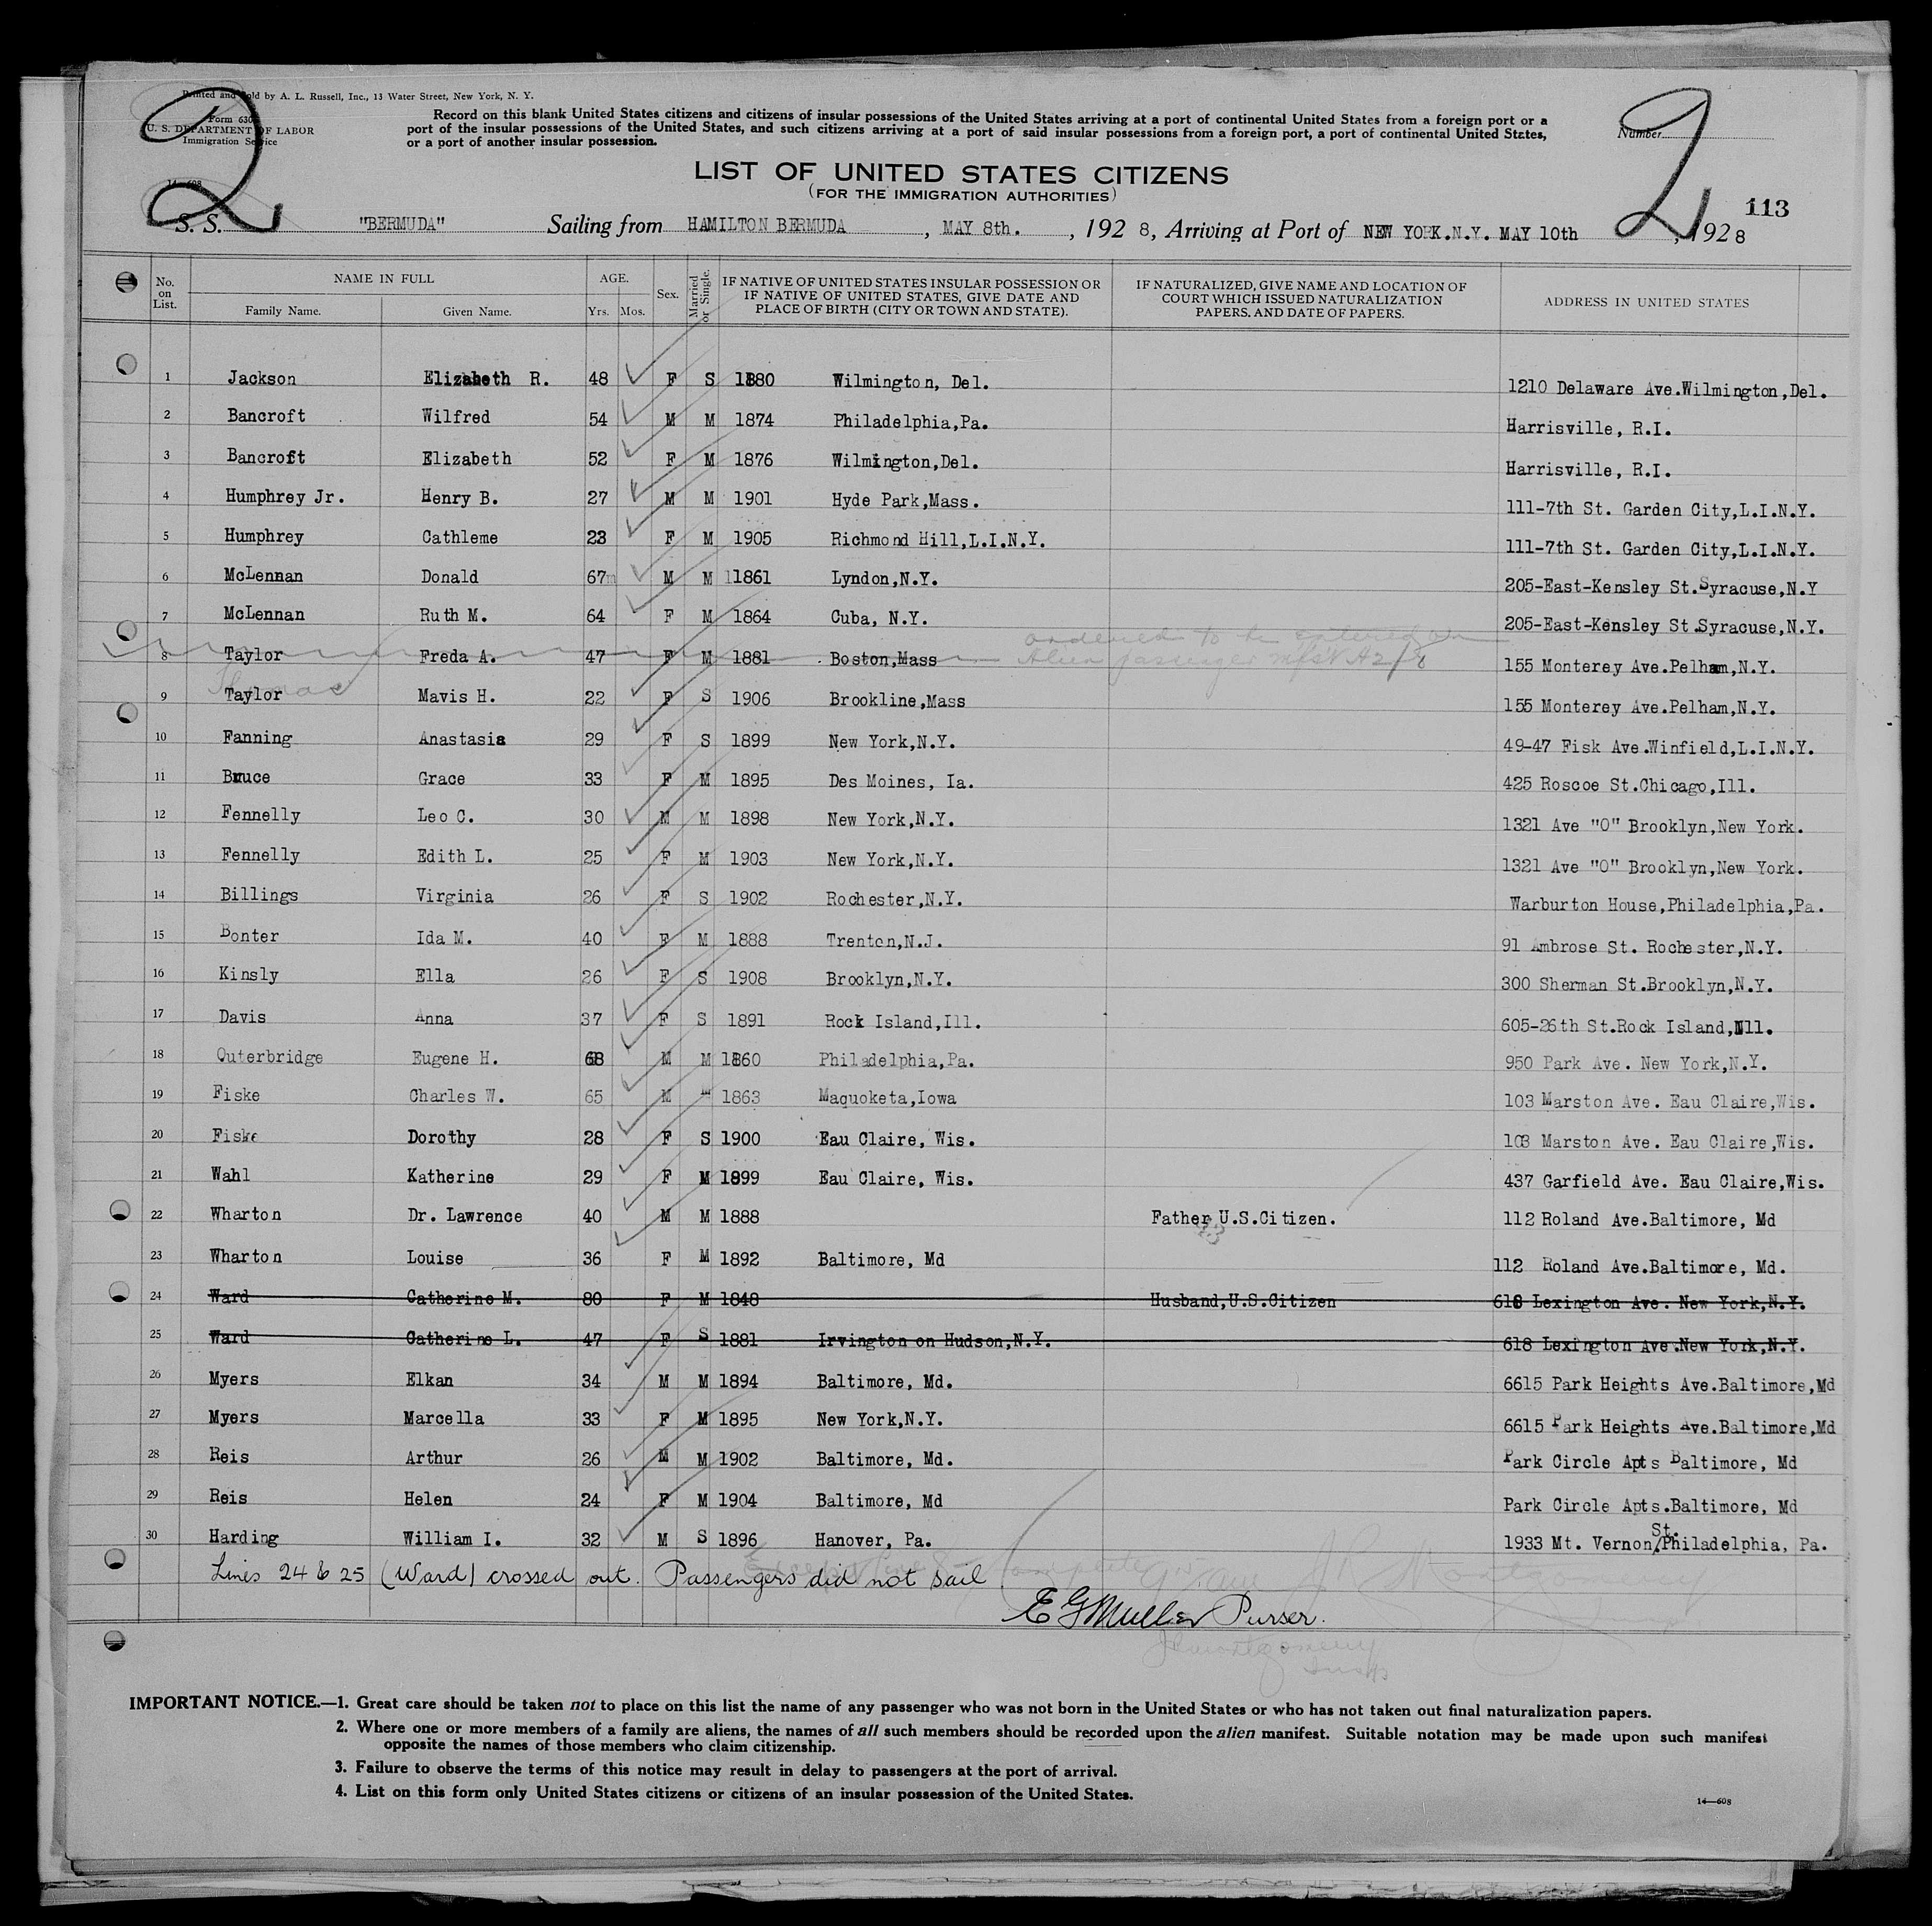 Printed and Sold by A. L. Russell, Inc., 13 Water Street, New York, N. Y.
Form 630
U. S. DEPARTMENT OF LABOR
Immigration Service
14—608
2
Record on this blank United States citizens and citizens of insular possessions of the United States arriving at a port of continental United States from a foreign port or a
port of the insular possessions of the United States, and such citizens arriving at a port of said insular possessions from a foreign port, a port of continental United States,
or a port of another insular possession.
Number
2
113
LIST OF UNITED STATES CITIZENS
(FOR THE IMMIGRATION AUTHORITIES)
S. S. "BERMUDA" Sailing from HAMILTON BERMUDA, MAY 8th., 192 8, Arriving at Port of NEW YORK.N.Y. MAY 10th, 1928
No. on List. NAME IN FULL Family Name. Given Name. AGE. Yrs. Mos. Sex. Married or Single. IF NATIVE OF UNITED STATES INSULAR POSSESSION OR IF NATIVE OF UNITED STATES, GIVE DATE AND PLACE OF BIRTH (CITY OR TOWN AND STATE). IF NATURALIZED, GIVE NAME AND LOCATION OF COURT WHICH ISSUED NATURALIZATION PAPERS, AND DATE OF PAPERS. ADDRESS IN UNITED STATES
1 Jackson Elizabeth R. 48 F S 1880 Wilmington, Del. 1210 Delaware Ave.Wilmington,Del.
2 Bancroft Wilfred 54 M M 1874 Philadelphia,Pa. Harrisville, R.I.
3 Bancroft Elizabeth 52 F M 1876 Wilmington,Del. Harrisville, R.I.
4 Humphrey Jr. Henry B. 27 M M 1901 Hyde Park,Mass. 111-7th St. Garden City,L.I.N.Y.
5 Humphrey Cathleme 23 F M 1905 Richmond Hill,L.I.N.Y. 111-7th St. Garden City,L.I.N.Y.
6 McLennan Donald 67 M M 1861 Lyndon,N.Y. 205-East-Kensley St.Syracuse,N.Y
7 McLennan Ruth M. 64 F M 1864 Cuba, N.Y. 205-East-Kensley St.Syracuse,N.Y.
ordered to be entered on
8 Taylor Freda A. 47 F M 1881 Boston,Mass Alien passenger 155 Monterey Ave.Pelham,N.Y.
Thomas
9 Taylor Mavis H. 22 F S 1906 Brookline,Mass 155 Monterey Ave.Pelham,N.Y.
10 Fanning Anastasia 29 F S 1899 New York,N.Y. 49-47 Fisk Ave.Winfield,L.I.N.Y.
11 Bruce Grace 33 F M 1895 Des Moines, Ia. 425 Roscoe St.Chicago,Ill.
12 Fennelly Leo C. 30 M M 1898 New York,N.Y. 1321 Ave "O" Brooklyn,New York.
13 Fennelly Edith L. 25 F M 1903 New York,N.Y. 1321 Ave "O" Brooklyn,New York.
14 Billings Virginia 26 F S 1902 Rochester,N.Y. Warburton House,Philadelphia,Pa.
15 Bonter Ida M. 40 F M 1888 Trenton,N.J. 91 Ambrose St. Rochester,N.Y.
16 Kinsly Ella 26 F S 1908 Brooklyn,N.Y. 300 Sherman St.Brooklyn,N.Y.
17 Davis Anna 37 F S 1891 Rock Island,Ill. 605-26th St.Rock Island,Ill.
18 Outerbridge Eugene H. 68 M M 1860 Philadelphia,Pa. 950 Park Ave. New York,N.Y.
19 Fiske Charles W. 65 M M 1863 Maquoketa,Iowa 103 Marston Ave. Eau Claire,Wis.
20 Fiske Dorothy 28 F S 1900 Eau Claire, Wis. 103 Marston Ave. Eau Claire,Wis.
21 Wahl Katherine 29 F M 1899 Eau Claire, Wis. 437 Garfield Ave. Eau Claire,Wis.
22 Wharton Dr. Lawrence 40 M M 1888 Father U.S.Citizen. 112 Roland Ave.Baltimore, Md
23 Wharton Louise 36 F M 1892 Baltimore, Md 112 Roland Ave.Baltimore, Md.
24 Ward Catherine M. 80 F M 1848 Husband,U.S.Citizen 618 Lexington Ave. New York,N.Y.
25 Ward Catherine L. 47 F S 1881 Irvington on Hudson,N.Y. 618 Lexington Ave.New York,N.Y.
26 Myers Elkan 34 M M 1894 Baltimore, Md. 6615 Park Heights Ave.Baltimore,Md
27 Myers Marcella 33 F M 1895 New York,N.Y. 6615 Park Heights Ave.Baltimore,Md
28 Reis Arthur 26 M M 1902 Baltimore, Md. Park Circle Apts Baltimore, Md
29 Reis Helen 24 F M 1904 Baltimore, Md Park Circle Apts.Baltimore, Md
30 Harding William I. 32 M S 1896 Hanover, Pa. 1933 Mt. Vernon St./Philadelphia, Pa.
Lines 24 & 25 (Ward) crossed out. Passengers did not sail.
E G Muller Purser.
IMPORTANT NOTICE.—1. Great care should be taken not to place on this list the name of any passenger who was not born in the United States or who has not taken out final naturalization papers.
2. Where one or more members of a family are aliens, the names of all such members should be recorded upon the alien manifest. Suitable notation may be made upon such manifest
opposite the names of those members who claim citizenship.
3. Failure to observe the terms of this notice may result in delay to passengers at the port of arrival.
4. List on this form only United States citizens or citizens of an insular possession of the United States.
14—608